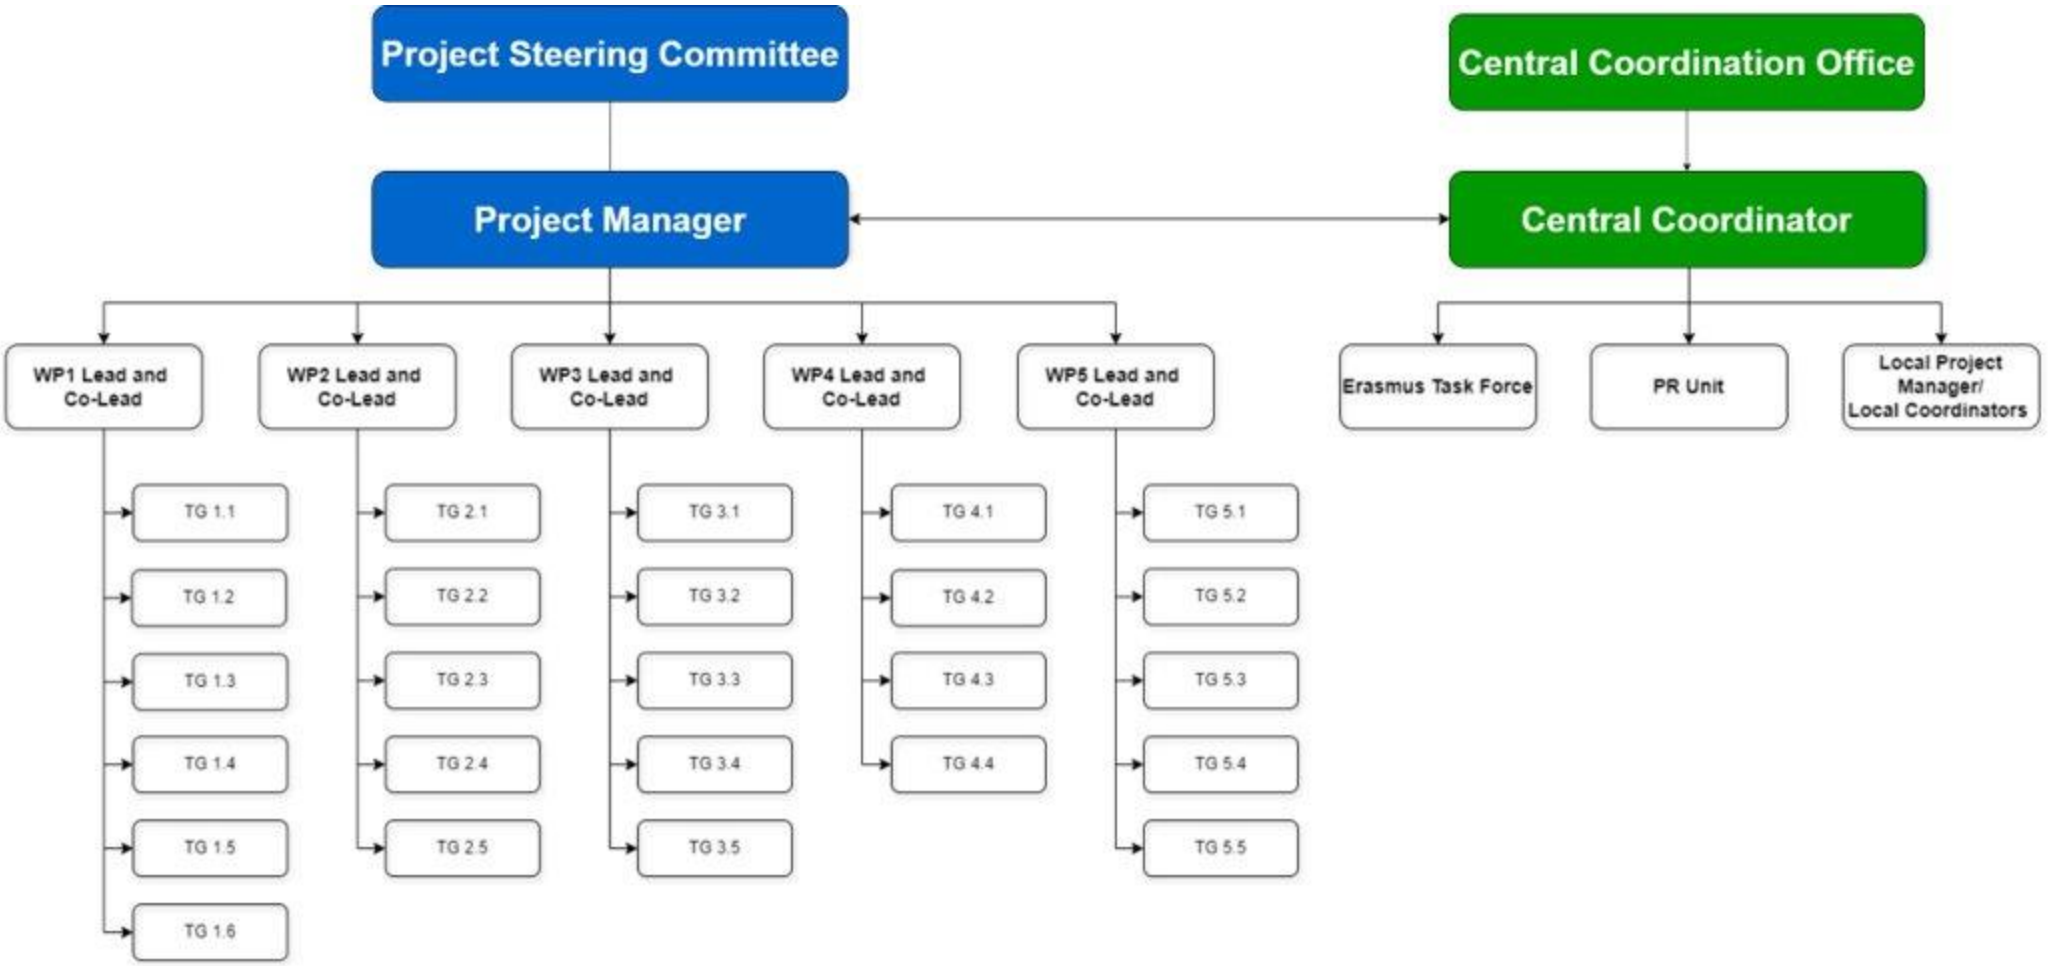 Project Steering Committee
Central Coordination Office
Project Manager
Central Coordinator
WP1 Lead and
Co-Lead
WP2 Lead and
Co-Lead
WP3 Lead and
Co-Lead
WP4 Lead and
Co-Lead
WP5 Lead and
Co-Lead
Erasmus Task Force
PR Unit
Local Project
Manager/
Local Coordinators
TG 1.1
TG 2.1
TG 3.1
TG 4.1
TG 5.1
TG 1.2
TG 2.2
TG 3.2
TG 4.2
TG 5.2
TG 1.3
TG 2.3
TG 3.3
TG 4.3
TG 5.3
TG 1.4
TG 2.4
TG 3.4
TG 4.4
TG 5.4
TG 1.5
TG 2.5
TG 3.5
TG 5.5
TG 1.6